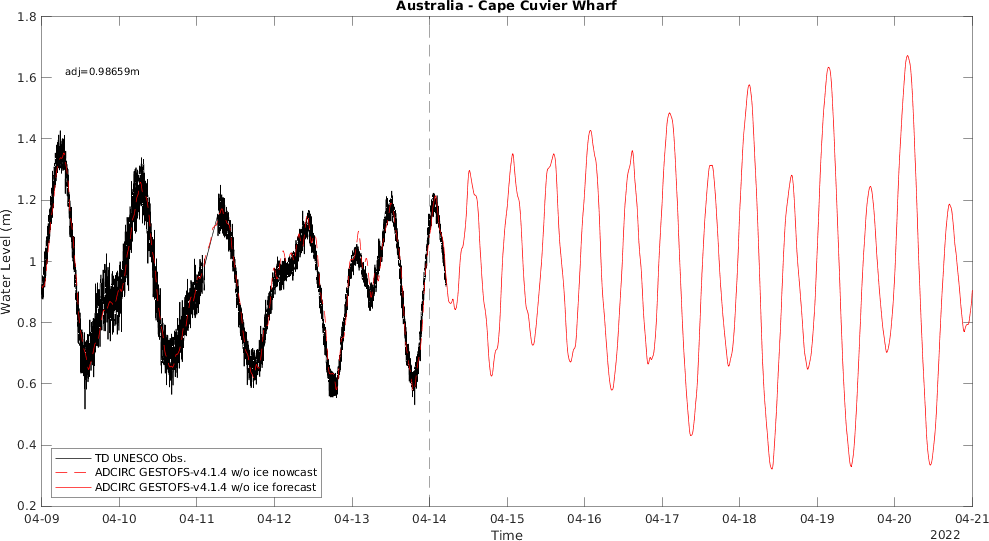 Australia - Cape Cuvier Wharf
1.8
1.6
1.4
1.2
1
0.8
0.6
0.4
0.2
Water Level (m)
adj=0.98659m
TD UNESCO Obs.
ADCIRC GESTOFS-v4.1.4 w/o ice nowcast
ADCIRC GESTOFS-v4.1.4 w/o ice forecast
04-09 04-10 04-11 04-12 04-13 04-14 04-15 04-16 04-17 04-18 04-19 04-20 04-21
Time
2022